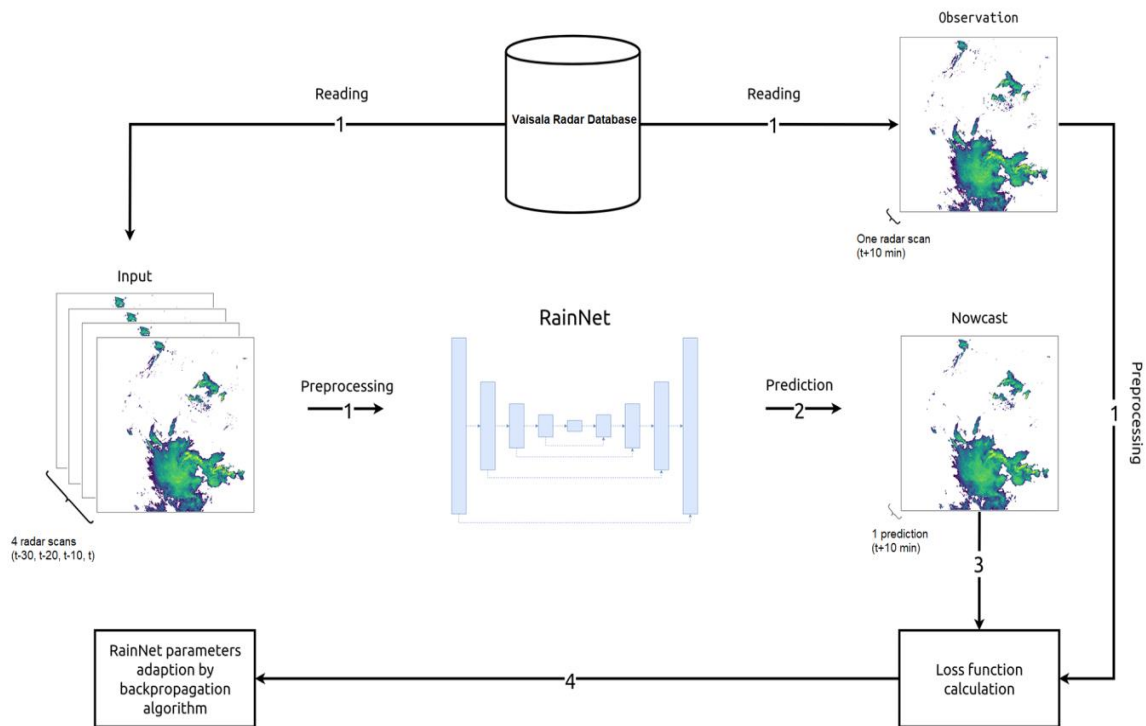 Observation
Reading
Reading
Vaisala Radar Database
1
1
One radar scan
(t+10 min)
Input
RainNet
Nowcast
Preprocessing
1
Prediction
2
1
Preprocessing
4 radar scans
(t-30, t-20, t-10, t)
1 prediction
(t+10 min)
3
RainNet parameters
adaption by
backpropagation
algorithm
4
Loss function
calculation